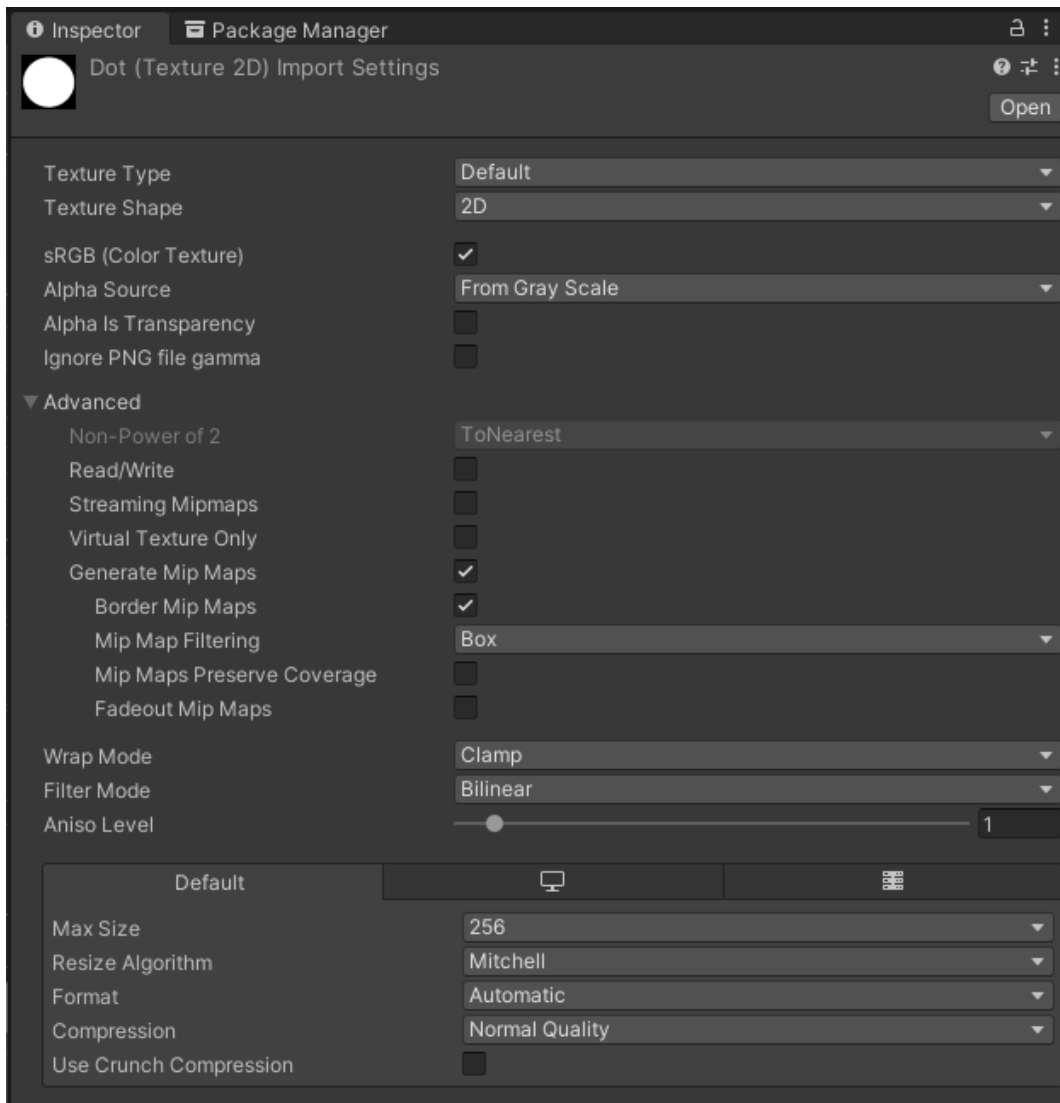 Inspector Package Manager
Dot (Texture 2D) Import Settings
Open
Texture Type Default
Texture Shape 2D
sRGB (Color Texture)
Alpha Source From Gray Scale
Alpha Is Transparency
Ignore PNG file gamma
Advanced
Non-Power of 2 ToNearest
Read/Write
Streaming Mipmaps
Virtual Texture Only
Generate Mip Maps
Border Mip Maps
Mip Map Filtering Box
Mip Maps Preserve Coverage
Fadeout Mip Maps
Wrap Mode Clamp
Filter Mode Bilinear
Aniso Level 1
Default
Max Size 256
Resize Algorithm Mitchell
Format Automatic
Compression Normal Quality
Use Crunch Compression